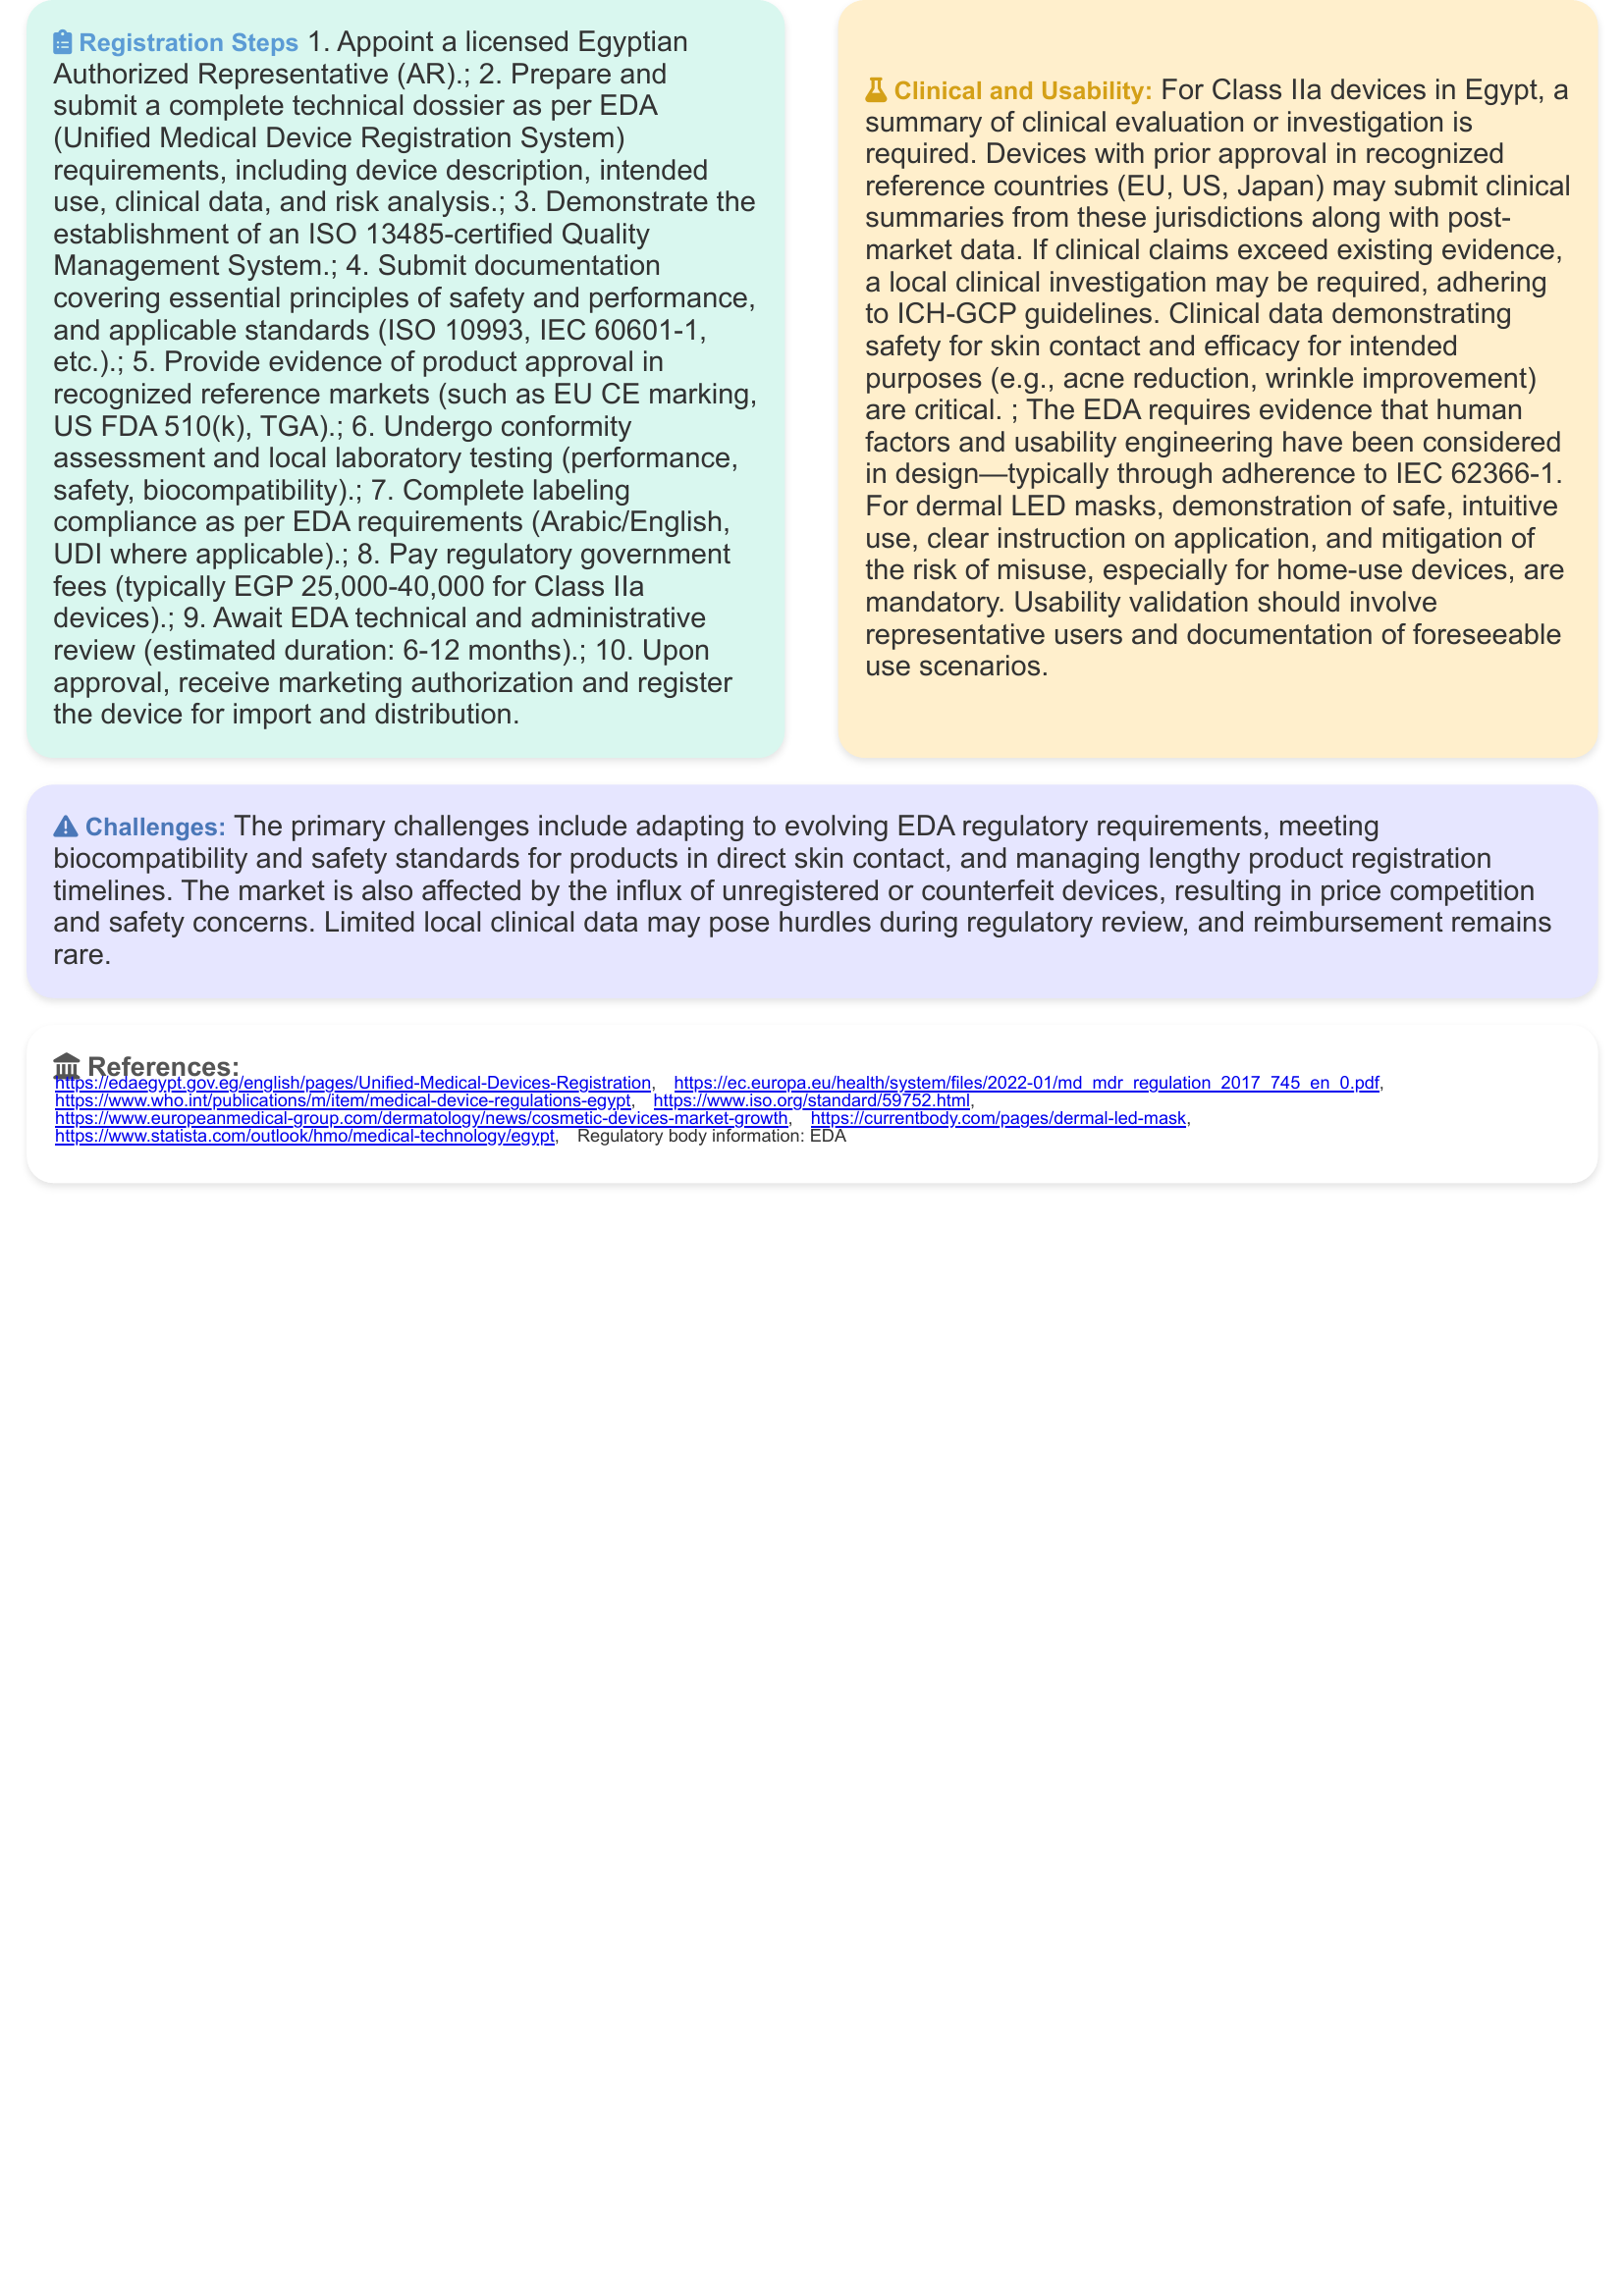 Registration Steps 1. Appoint a licensed Egyptian
Authorized Representative (AR).; 2. Prepare and
submit a complete technical dossier as per EDA
(Unified Medical Device Registration System)
requirements, including device description, intended
use, clinical data, and risk analysis.; 3. Demonstrate the
establishment of an ISO 13485-certified Quality
Management System.; 4. Submit documentation
covering essential principles of safety and performance,
and applicable standards (ISO 10993, IEC 60601-1,
etc.).; 5. Provide evidence of product approval in
recognized reference markets (such as EU CE marking,
US FDA 510(k), TGA).; 6. Undergo conformity
assessment and local laboratory testing (performance,
safety, biocompatibility).; 7. Complete labeling
compliance as per EDA requirements (Arabic/English,
UDI where applicable).; 8. Pay regulatory government
fees (typically EGP 25,000-40,000 for Class IIa
devices).; 9. Await EDA technical and administrative
review (estimated duration: 6-12 months).; 10. Upon
approval, receive marketing authorization and register
the device for import and distribution.
Clinical and Usability: For Class IIa devices in Egypt, a
summary of clinical evaluation or investigation is
required. Devices with prior approval in recognized
reference countries (EU, US, Japan) may submit clinical
summaries from these jurisdictions along with post-
market data. If clinical claims exceed existing evidence,
a local clinical investigation may be required, adhering
to ICH-GCP guidelines. Clinical data demonstrating
safety for skin contact and efficacy for intended
purposes (e.g., acne reduction, wrinkle improvement)
are critical. ; The EDA requires evidence that human
factors and usability engineering have been considered
in design—typically through adherence to IEC 62366-1.
For dermal LED masks, demonstration of safe, intuitive
use, clear instruction on application, and mitigation of
the risk of misuse, especially for home-use devices, are
mandatory. Usability validation should involve
representative users and documentation of foreseeable
use scenarios.
Challenges: The primary challenges include adapting to evolving EDA regulatory requirements, meeting
biocompatibility and safety standards for products in direct skin contact, and managing lengthy product registration
timelines. The market is also affected by the influx of unregistered or counterfeit devices, resulting in price competition
and safety concerns. Limited local clinical data may pose hurdles during regulatory review, and reimbursement remains
rare.
References:
https://edaegypt.gov.eg/english/pages/Unified-Medical-Devices-Registration, https://ec.europa.eu/health/system/files/2022-01/md_mdr_regulation_2017_745_en_0.pdf,
https://www.who.int/publications/m/item/medical-device-regulations-egypt, https://www.iso.org/standard/59752.html,
https://www.europeanmedical-group.com/dermatology/news/cosmetic-devices-market-growth, https://currentbody.com/pages/dermal-led-mask,
https://www.statista.com/outlook/hmo/medical-technology/egypt, Regulatory body information: EDA